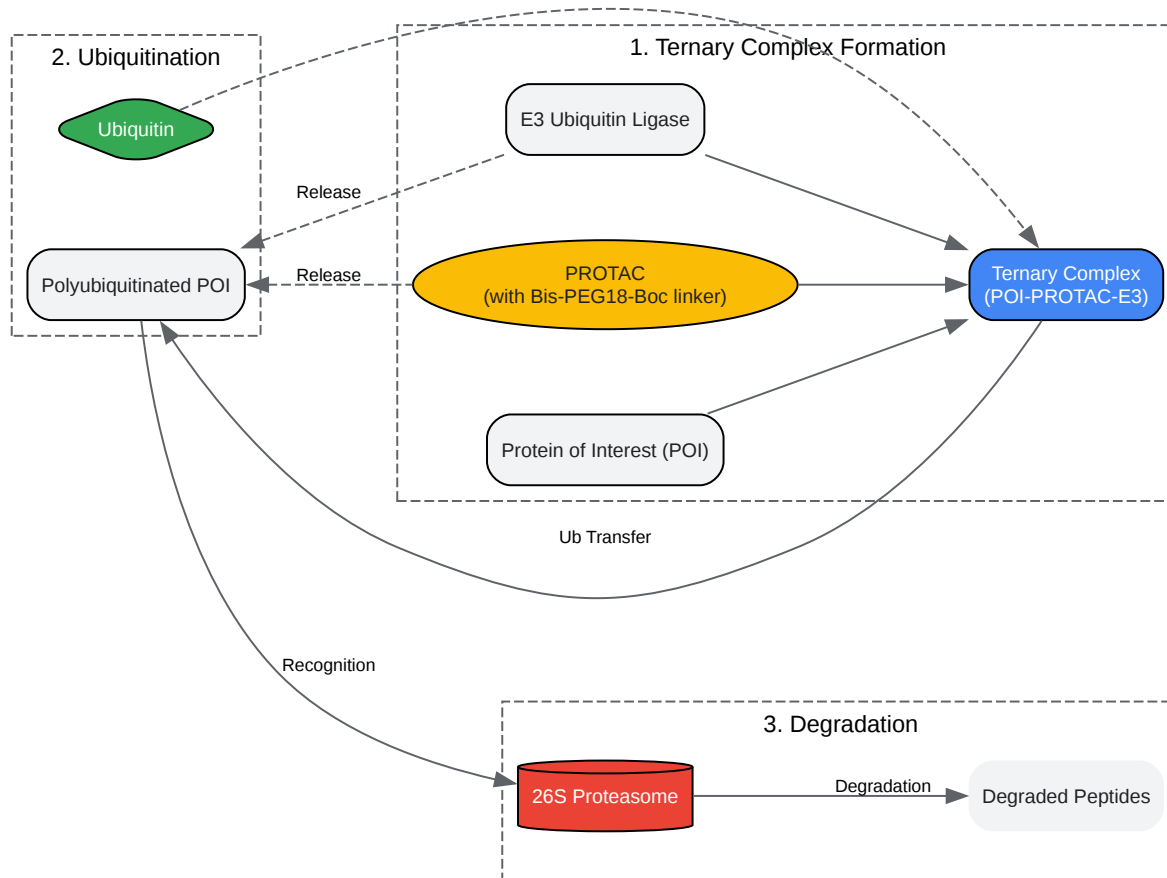 2. Ubiquitination
1. Ternary Complex Formation
Ubiquitin
E3 Ubiquitin Ligase
Release
Polyubiquitinated POI
Release
PROTAC
(with Bis-PEG18-Boc linker)
Ternary Complex
(POI-PROTAC-E3)
Protein of Interest (POI)
Ub Transfer
Recognition
3. Degradation
26S Proteasome
Degradation
Degraded Peptides